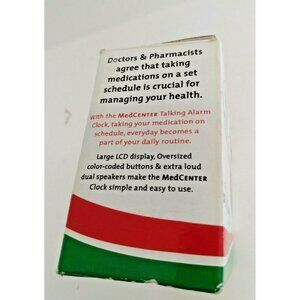 Doctors & Pharmacists
agree that taking
medications on a set
schedule is crucial for
managing your health.
With the MEDCENTER Talking Alarm
Clock, taking your medication on
schedule, everyday becomes a
part of your daily routine.
Large LCD display, Oversized
color-coded buttons & extra loud
dual speakers make the MEDCENTER
Clock simple and easy to use.